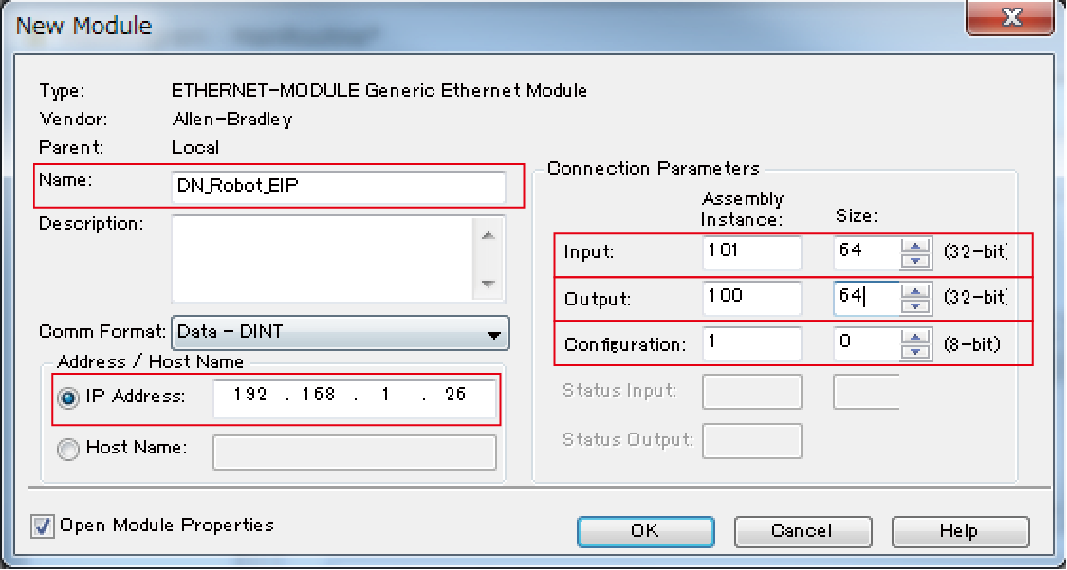 New Module
Type: ETHERNET-MODULE Generic Ethernet Module
Vendor: Allen-Bradley
Parent: Local
Name: DN_Robot_EIP
Description:
Comm Format: Data - DINT
Address / Host Name
IP Address: 192 . 168 . 1 . 26
Host Name:
Connection Parameters
Assembly
Instance: Size:
Input: 101 64 (32-bit)
Output: 100 64 (32-bit)
Configuration: 1 0 (8-bit)
Status Input:
Status Output:
Open Module Properties
OK Cancel Help